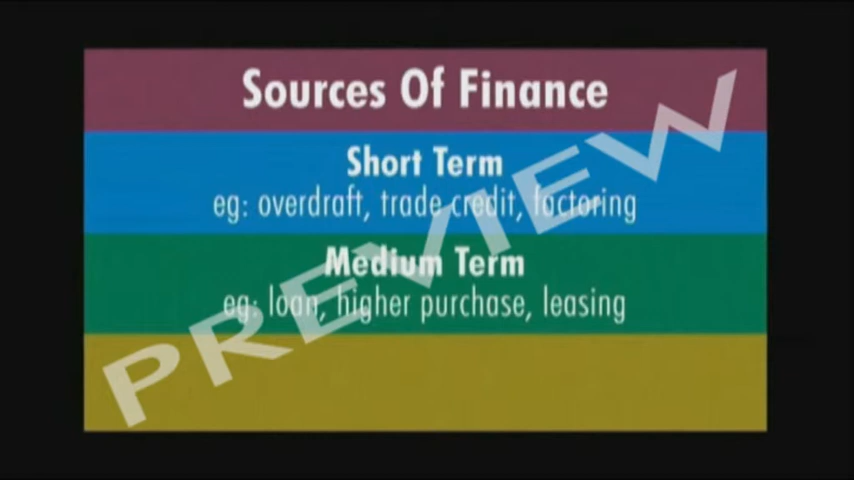 Sources Of Finance
Short Term
eg: overdraft, trade credit, factoring
Medium Term
eg: loan, higher purchase, leasing
PREVIEW